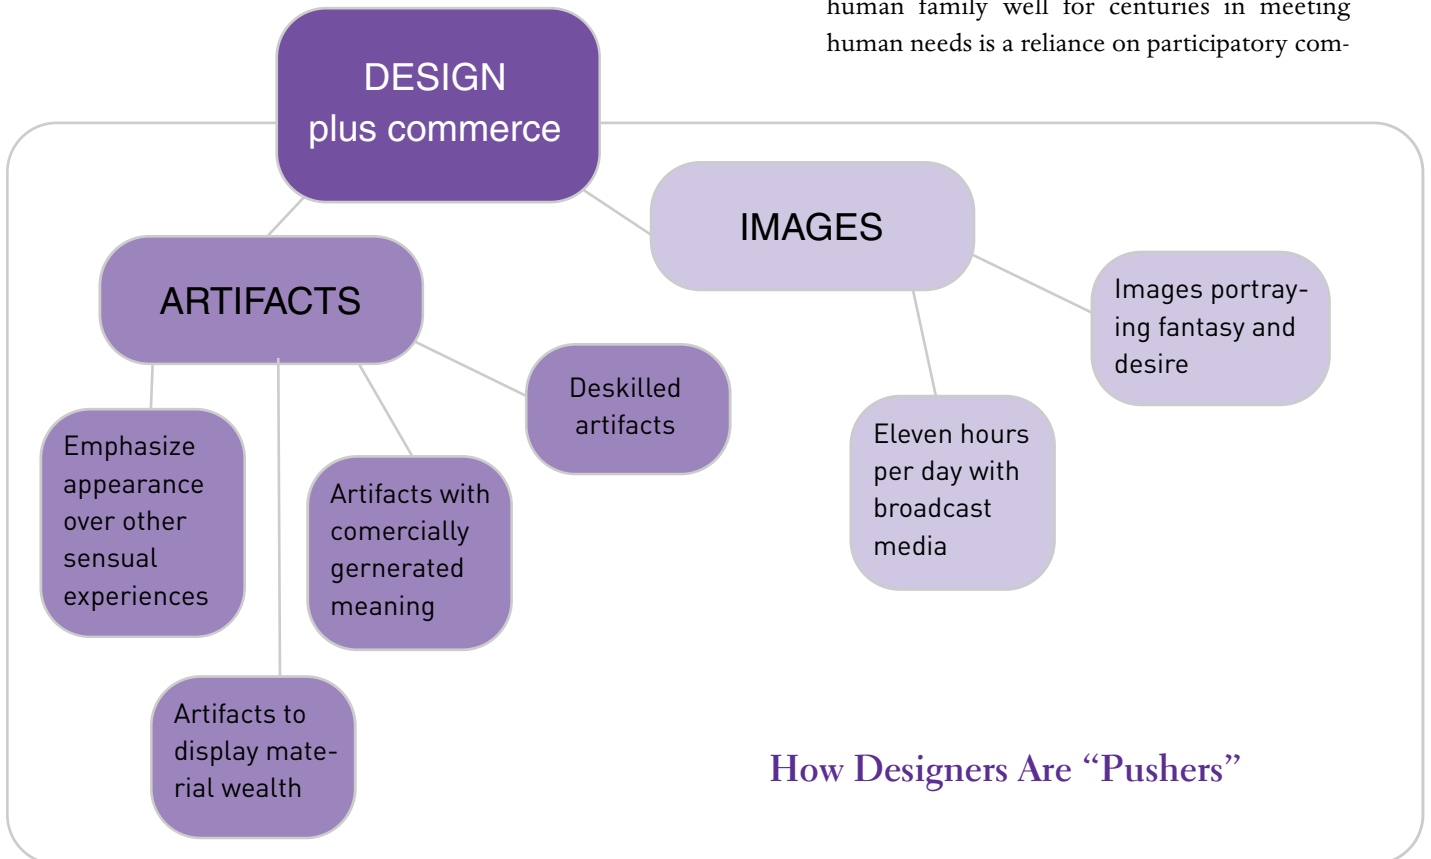 human family well for centuries in meeting
human needs is a reliance on participatory com-
DESIGN
plus commerce
IMAGES
ARTIFACTS
Images portray-
ing fantasy and
desire
Deskilled
artifacts
Eleven hours
per day with
broadcast
media
Emphasize
appearance
over other
sensual
experiences
Artifacts with
comercially
gernerated
meaning
Artifacts to
display mate-
rial wealth
How Designers Are “Pushers”